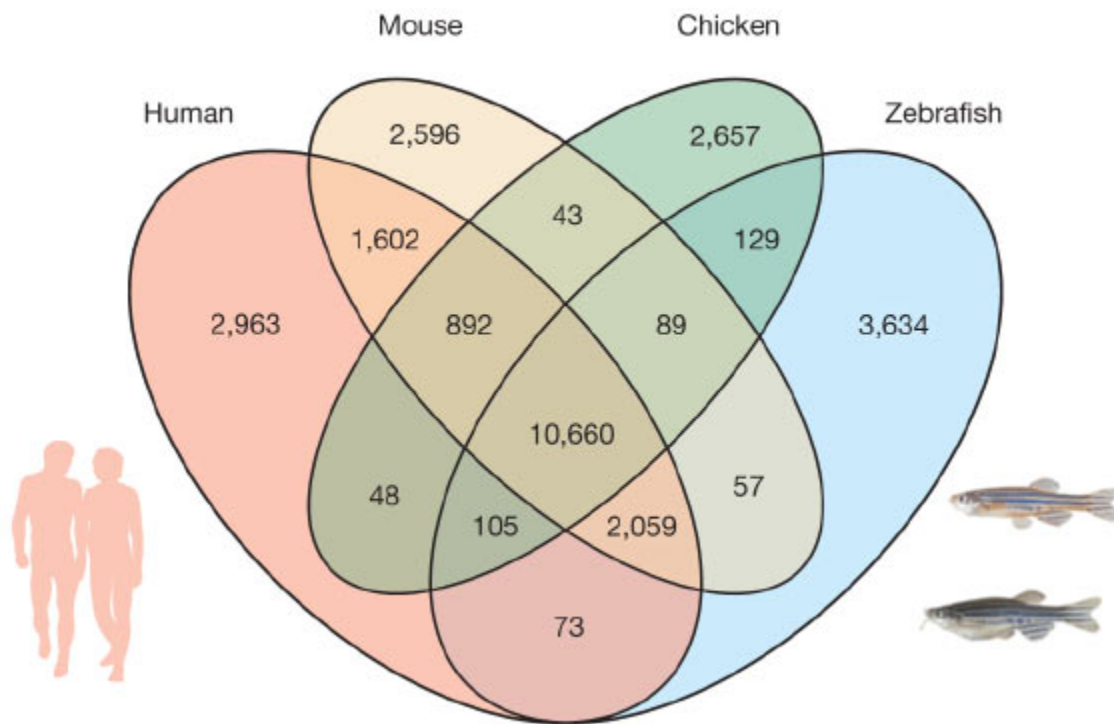 Mouse Chicken
Human Zebrafish
2,596 2,657
43
1,602 129
2,963 892 89 3,634
10,660
48 57
105 2,059
73